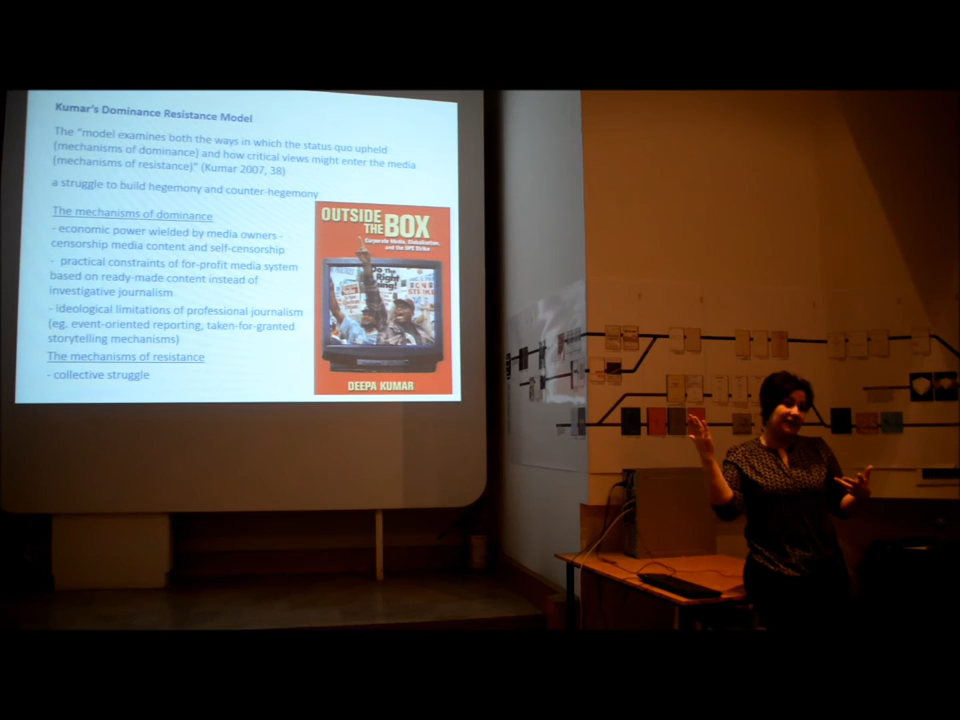 Kumar's Dominance Resistance Model
The "model examines both the ways in which the status quo upheld
(mechanisms of dominance) and how critical views might enter the media
(mechanisms of resistance)" (Kumar 2007, 38)
a struggle to build hegemony and counter-hegemony
The mechanisms of dominance
- economic power wielded by media owners -
censorship media content and self-censorship
- practical constraints of for-profit media system
based on ready-made content instead of
investigative journalism
- ideological limitations of professional journalism
(eg. event-oriented reporting, taken-for-granted
storytelling mechanisms)
The mechanisms of resistance
- collective struggle
OUTSIDE
THE BOX
Corporate Media, Globalization,
and the UPS Strike
Do The
Right
DEEPA KUMAR